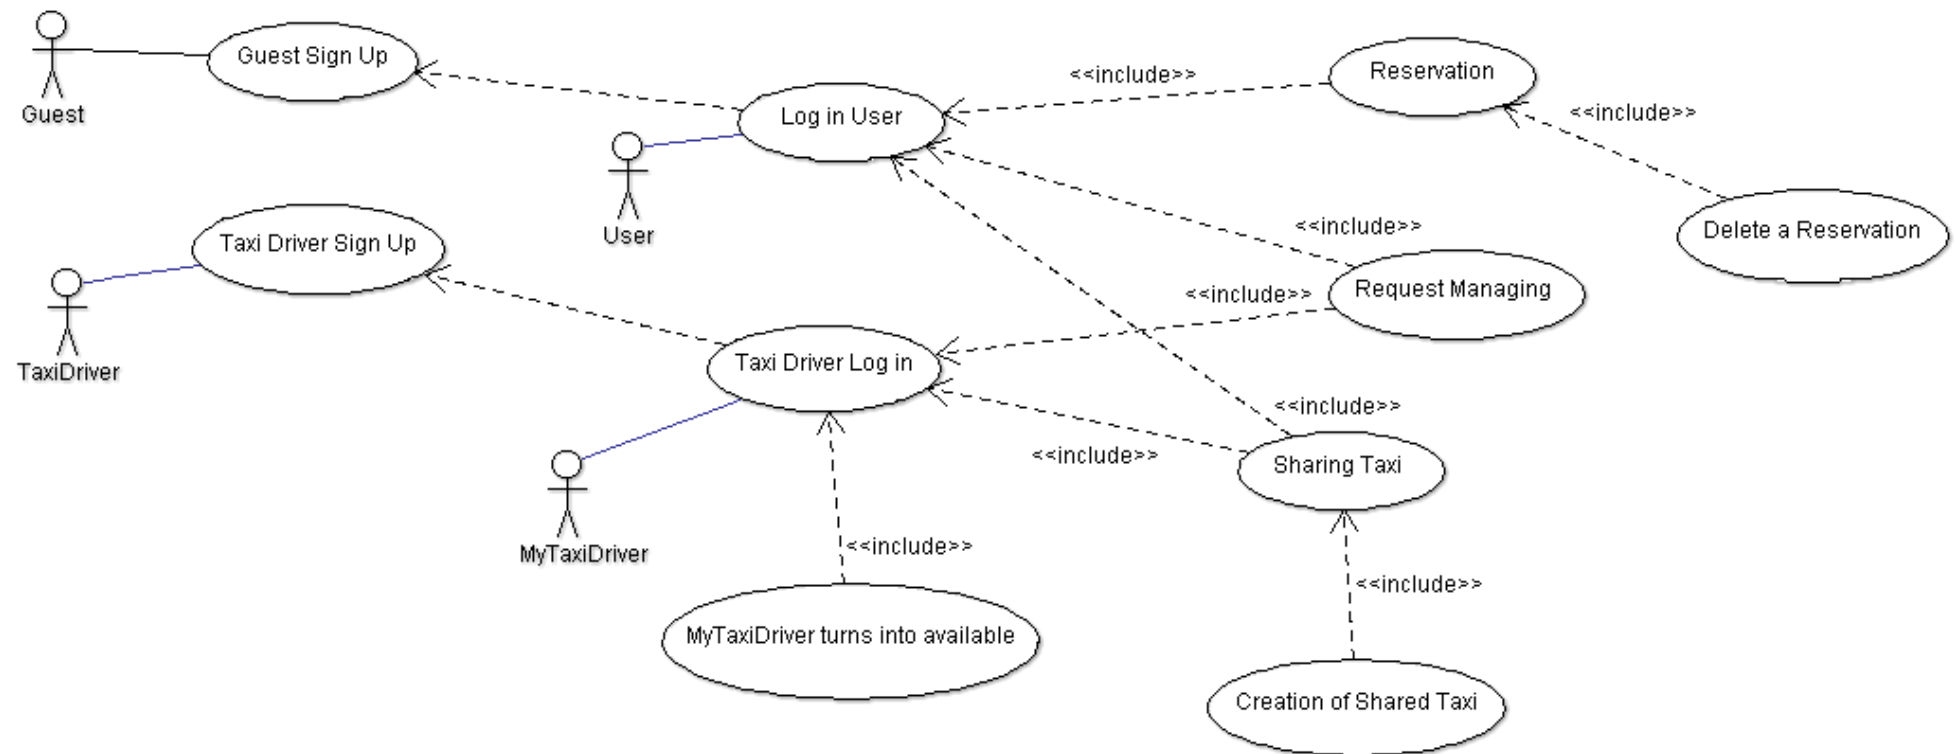 Guest Sign Up
Guest
Log in User
<<include>>
Reservation
<<include>>
User
Taxi Driver Sign Up
Delete a Reservation
<<include>>
TaxiDriver
Request Managing
<<include>>
Taxi Driver Log in
<<include>>
<<include>>
Sharing Taxi
MyTaxiDriver
<<include>>
<<include>>
MyTaxiDriver turns into available
Creation of Shared Taxi